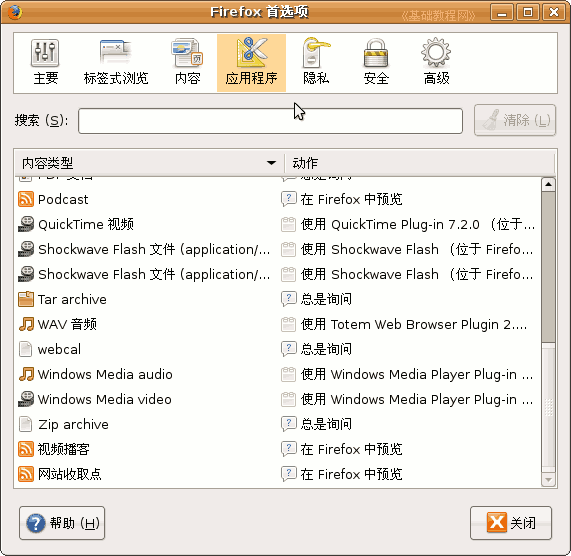 Firefox 首选项
《基础教程网》
主要 标签式浏览 内容 应用程序 隐私 安全 高级
搜索 (S): 清除 (L)
内容类型 动作
PDF 文档 总是询问
Podcast 在 Firefox 中预览
QuickTime 视频 使用 QuickTime Plug-in 7.2.0 （位于...
Shockwave Flash 文件 (application/... 使用 Shockwave Flash （位于 Firefo...
Shockwave Flash 文件 (application/... 使用 Shockwave Flash （位于 Firefo...
Tar archive 总是询问
WAV 音频 使用 Totem Web Browser Plugin 2....
webcal 总是询问
Windows Media audio 使用 Windows Media Player Plug-in ...
Windows Media video 使用 Windows Media Player Plug-in ...
Zip archive 总是询问
视频播客 在 Firefox 中预览
网站收取点 在 Firefox 中预览
帮助 (H) 关闭